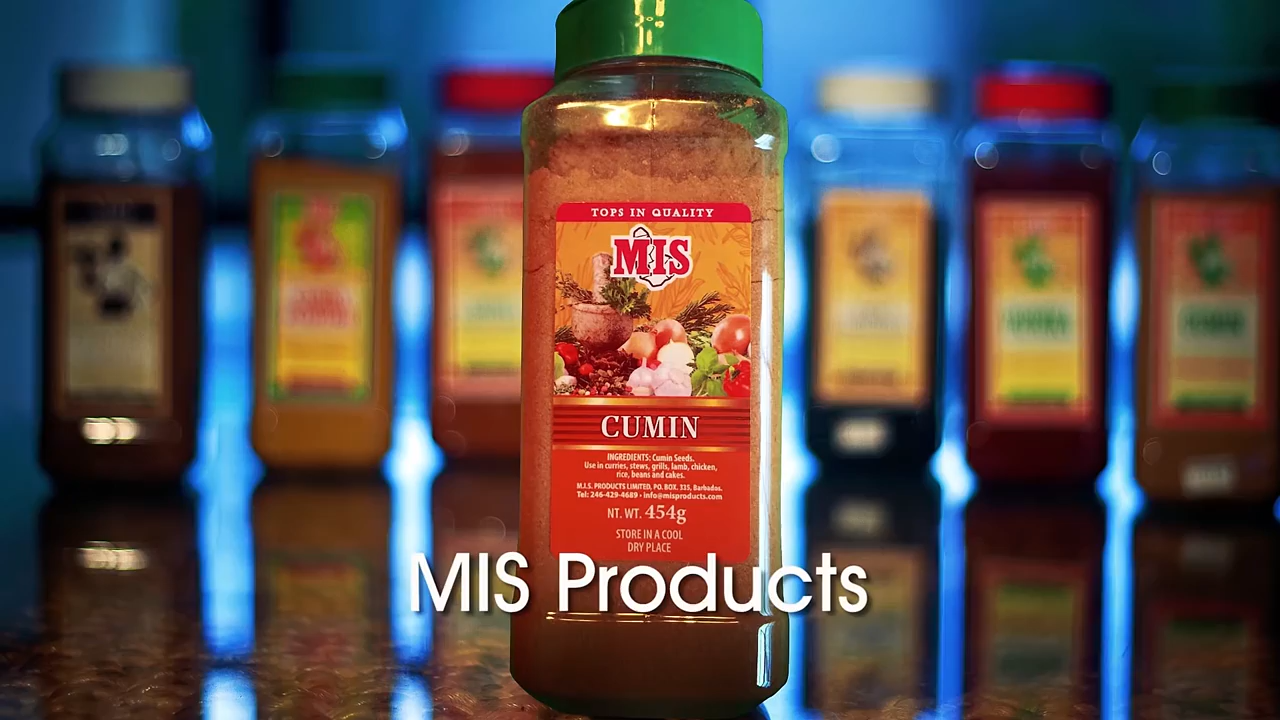 TOPS IN QUALITY
MIS
CUMIN
INGREDIENTS: Cumin Seeds.
Use in curries, stews, grills, lamb, chicken,
rice, beans and cakes.
M.I.S. PRODUCTS LIMITED, PO. BOX. 335, Barbados.
Tel: 246-429-4689 • info@misproducts.com
NT. WT. 454g
STORE IN A COOL
DRY PLACE
MIS Products